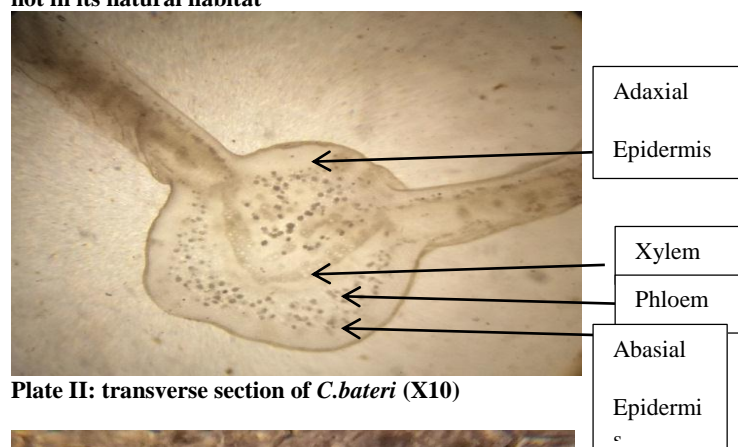 not in its natural habitat
Adaxial
Epidermis
Xylem
Phloem
Abasial
Epidermi
s
Plate II: transverse section of C.bateri (X10)